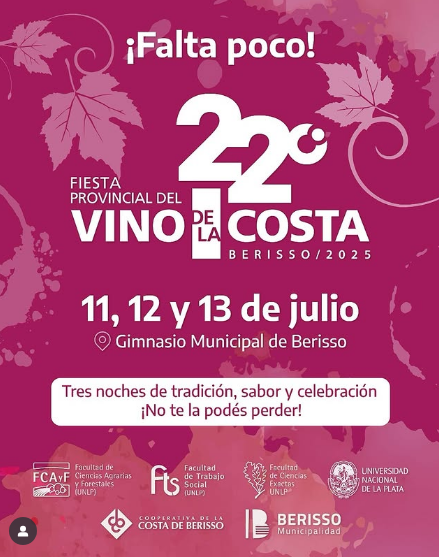 ¡Falta poco!
22º
FIESTA
PROVINCIAL DEL
VINO DE LA COSTA
BERISSO/2025
11, 12 y 13 de julio
Gimnasio Municipal de Berisso
Tres noches de tradición, sabor y celebración
¡No te la podés perder!
FCAyF
Facultad de
Ciencias Agrarias
y Forestales
(UNLP)
fts
Facultad
de Trabajo
Social
(UNLP)
Facultad
de Ciencias
Exactas
UNLP
UNIVERSIDAD
NACIONAL
DE LA PLATA
COOPERATIVA DE LA
COSTA DE BERISSO
BERISSO
Municipalidad